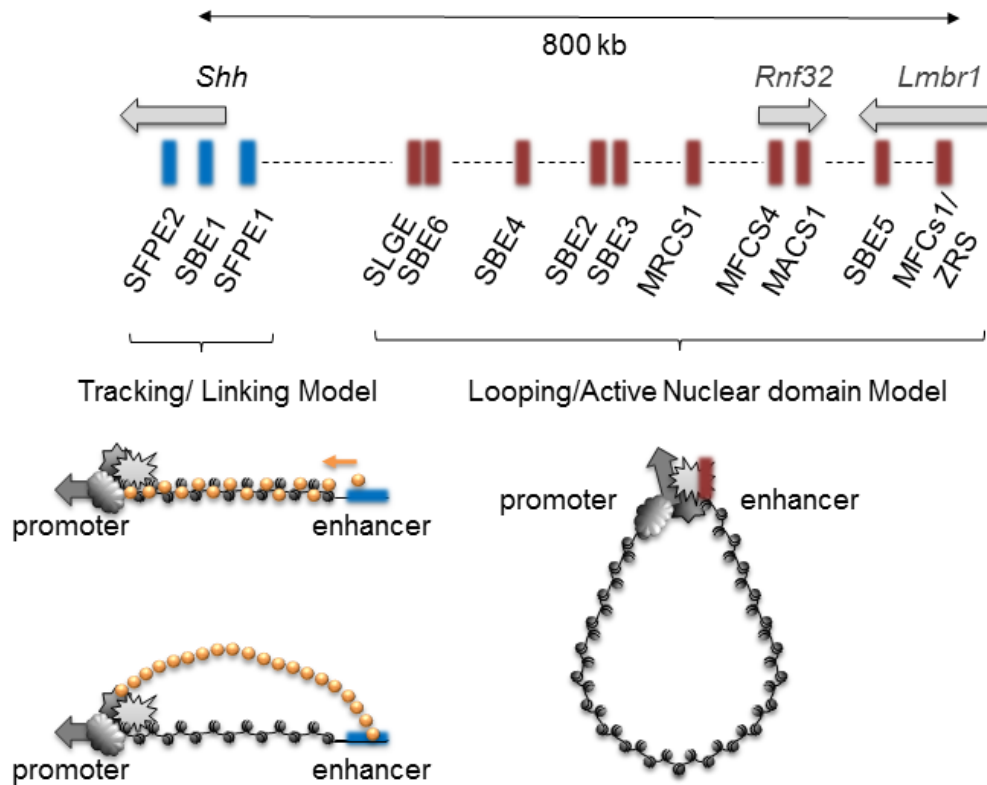 800 kb
Shh
Rnf32
Lmbr1
SFPE2
SBE1
SFPE1
SLGE
SBE6
SBE4
SBE2
SBE3
MRCS1
MFCS4
MACS1
SBE5
MFCs1/
ZRS
Tracking/ Linking Model
Looping/Active Nuclear domain Model
promoter
enhancer
promoter
enhancer
promoter
enhancer